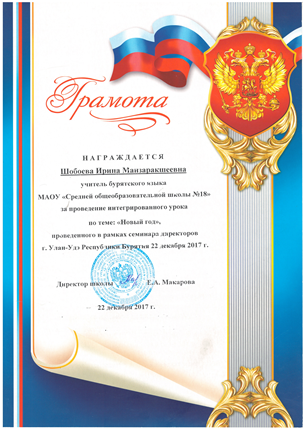 Грамота
НАГРАЖДАЕТСЯ
Шобоева Ирина Манзаракшеевна
учитель бурятского языка
МАОУ «Средней общеобразовательной школы №18»
за проведение интегрированного урока
по теме: «Новый год»,
проведенного в рамках семинара директоров
г. Улан-Удэ Республики Бурятия 22 декабря 2017 г.
Директор школы Е.А. Макарова
22 декабря 2017 г.